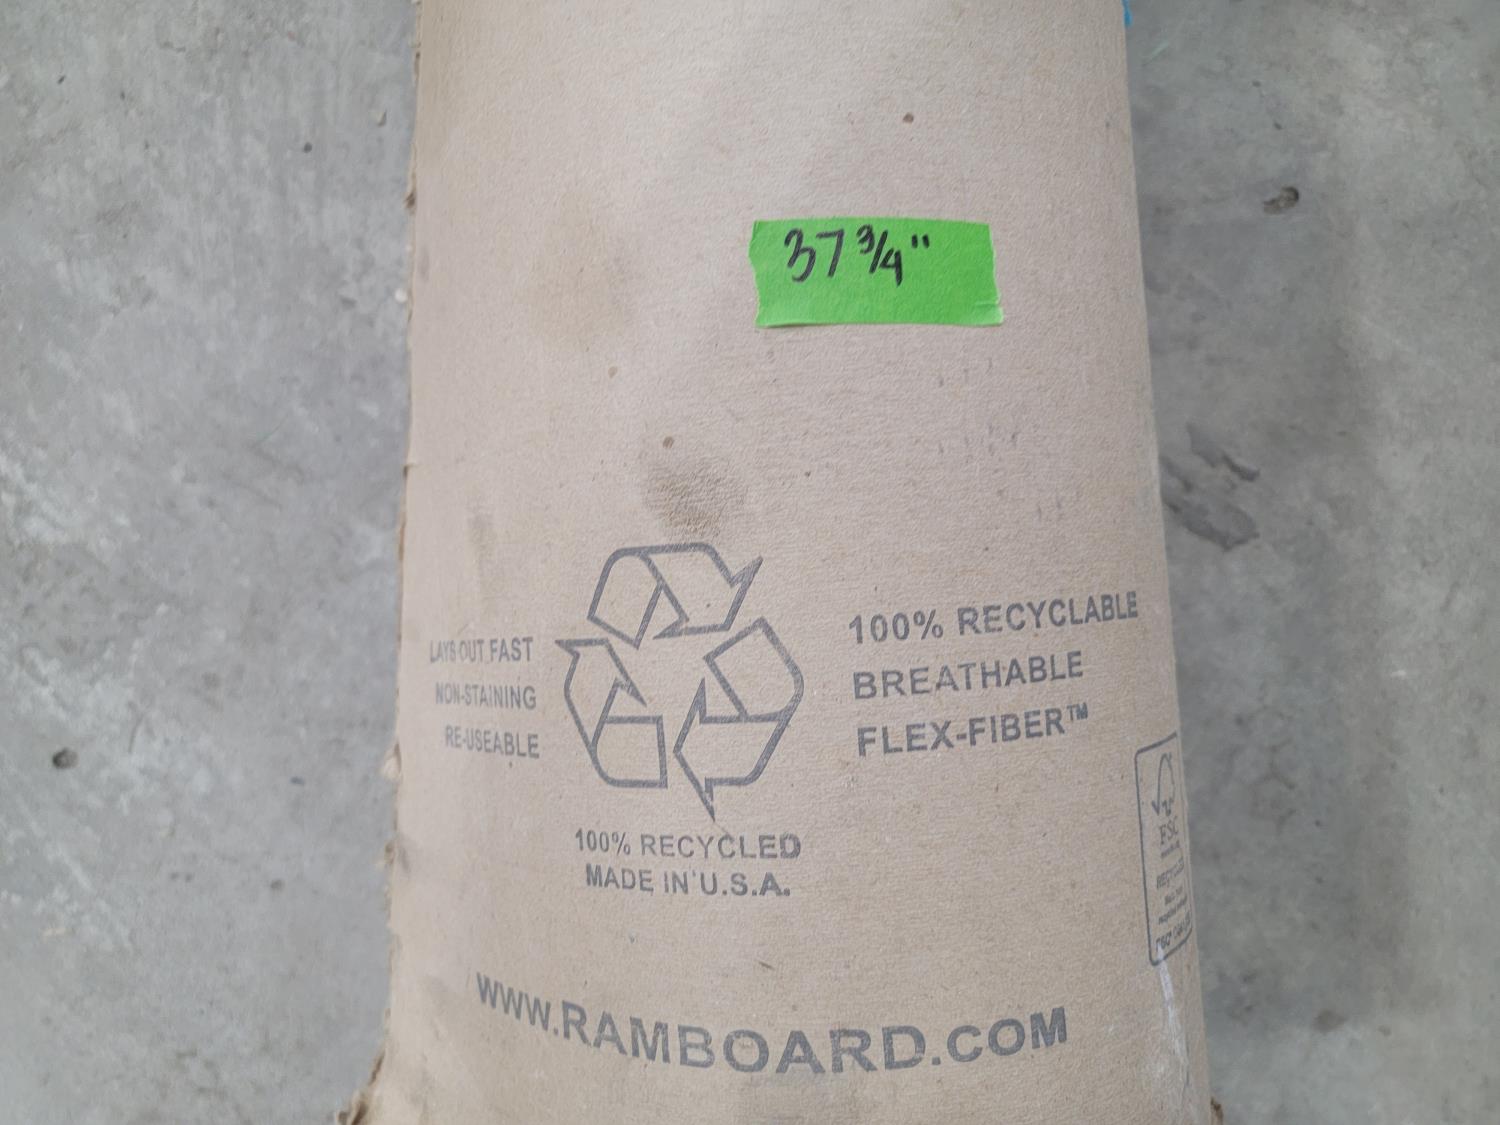 37 3/4"
LAYS OUT FAST
NON-STAINING
RE-USEABLE
100% RECYCLABLE
BREATHABLE
FLEX-FIBER™
100% RECYCLED
MADE IN U.S.A.
FSC
RECYCLED
WWW.RAMBOARD.COM